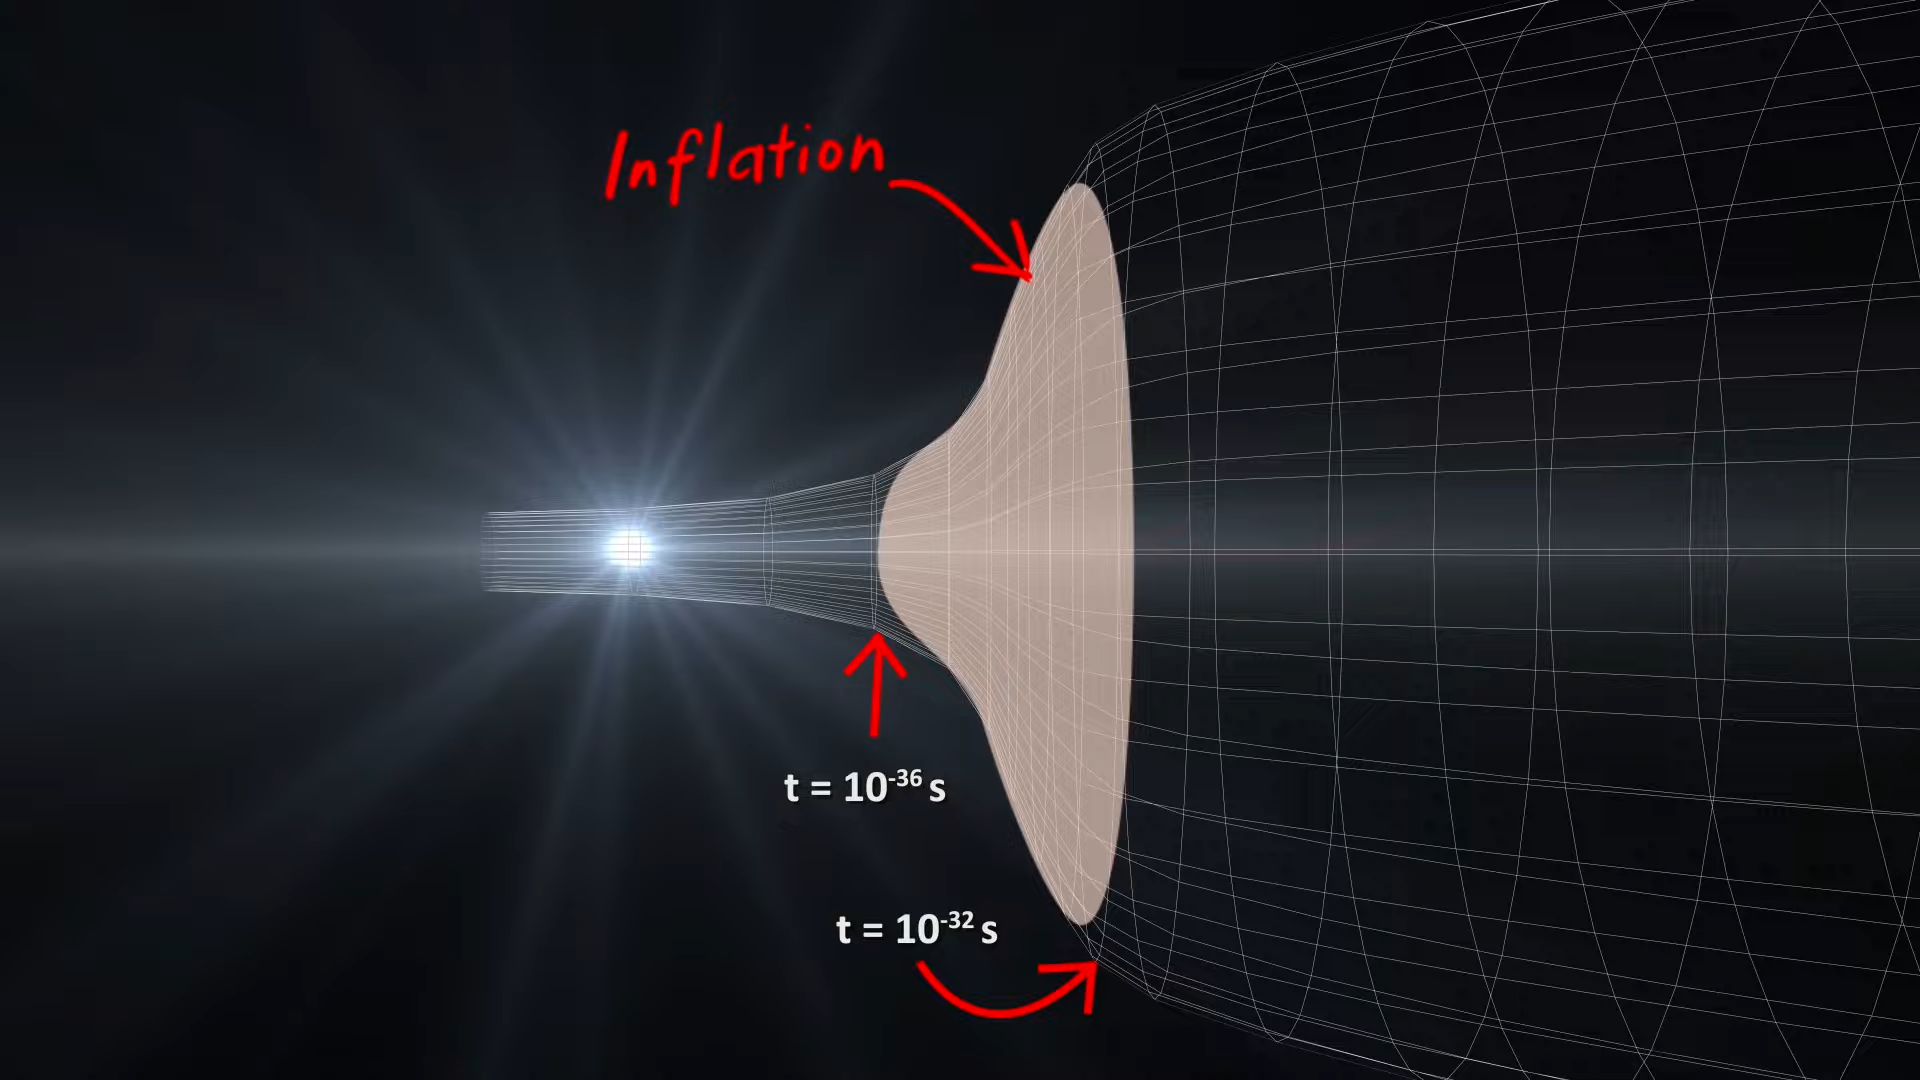 Inflation
t = 10⁻³⁶ s
t = 10⁻³² s